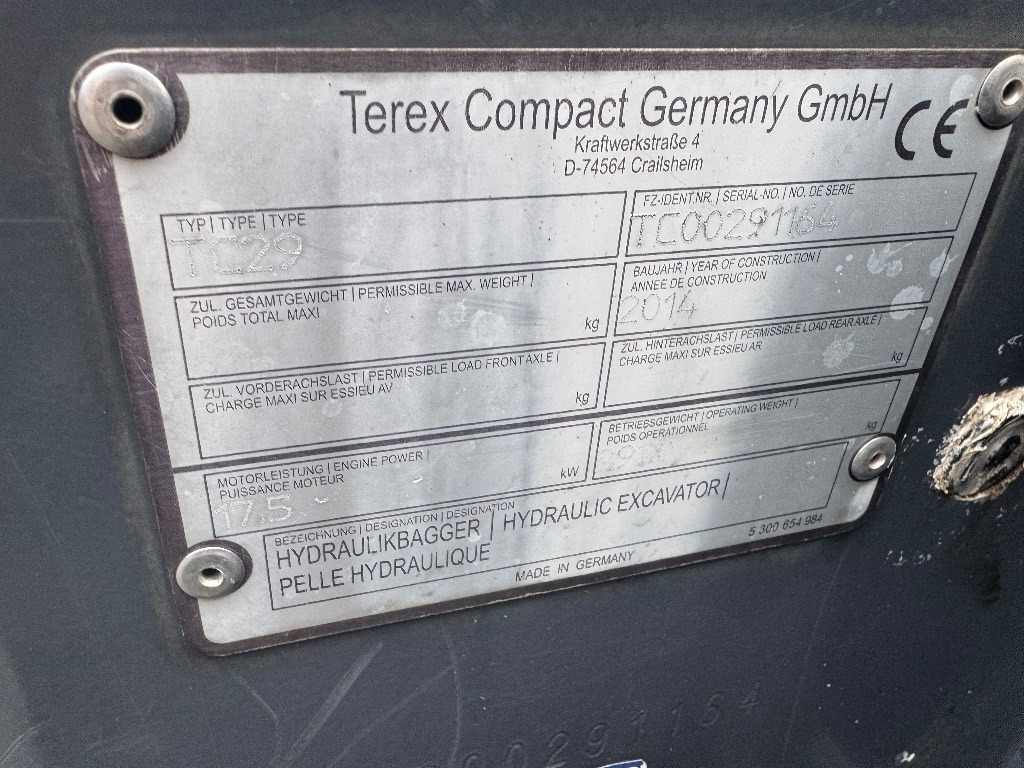 Terex Compact Germany GmbH CE
Kraftwerkstraße 4
D-74564 Crailsheim
TYP | TYPE | TYPE
TC29
FZ-IDENT.NR. | SERIAL-NO. | NO. DE SERIE
TC00291164
ZUL. GESAMTGEWICHT | PERMISSIBLE MAX. WEIGHT |
POIDS TOTAL MAXI
kg
BAUJAHR | YEAR OF CONSTRUCTION |
ANNEE DE CONSTRUCTION
2014
ZUL. VORDERACHSLAST | PERMISSIBLE LOAD FRONT AXLE |
CHARGE MAXI SUR ESSIEU AV
kg
ZUL. HINTERACHSLAST | PERMISSIBLE LOAD REAR AXLE |
CHARGE MAXI SUR ESSIEU AR
kg
MOTORLEISTUNG | ENGINE POWER |
PUISSANCE MOTEUR
kW
17.5
BETRIEBSGEWICHT | OPERATING WEIGHT |
POIDS OPERATIONNEL
kg
BEZEICHNUNG | DESIGNATION | DESIGNATION
HYDRAULIKBAGGER | HYDRAULIC EXCAVATOR |
PELLE HYDRAULIQUE
MADE IN GERMANY
5 300 654 984
00291164